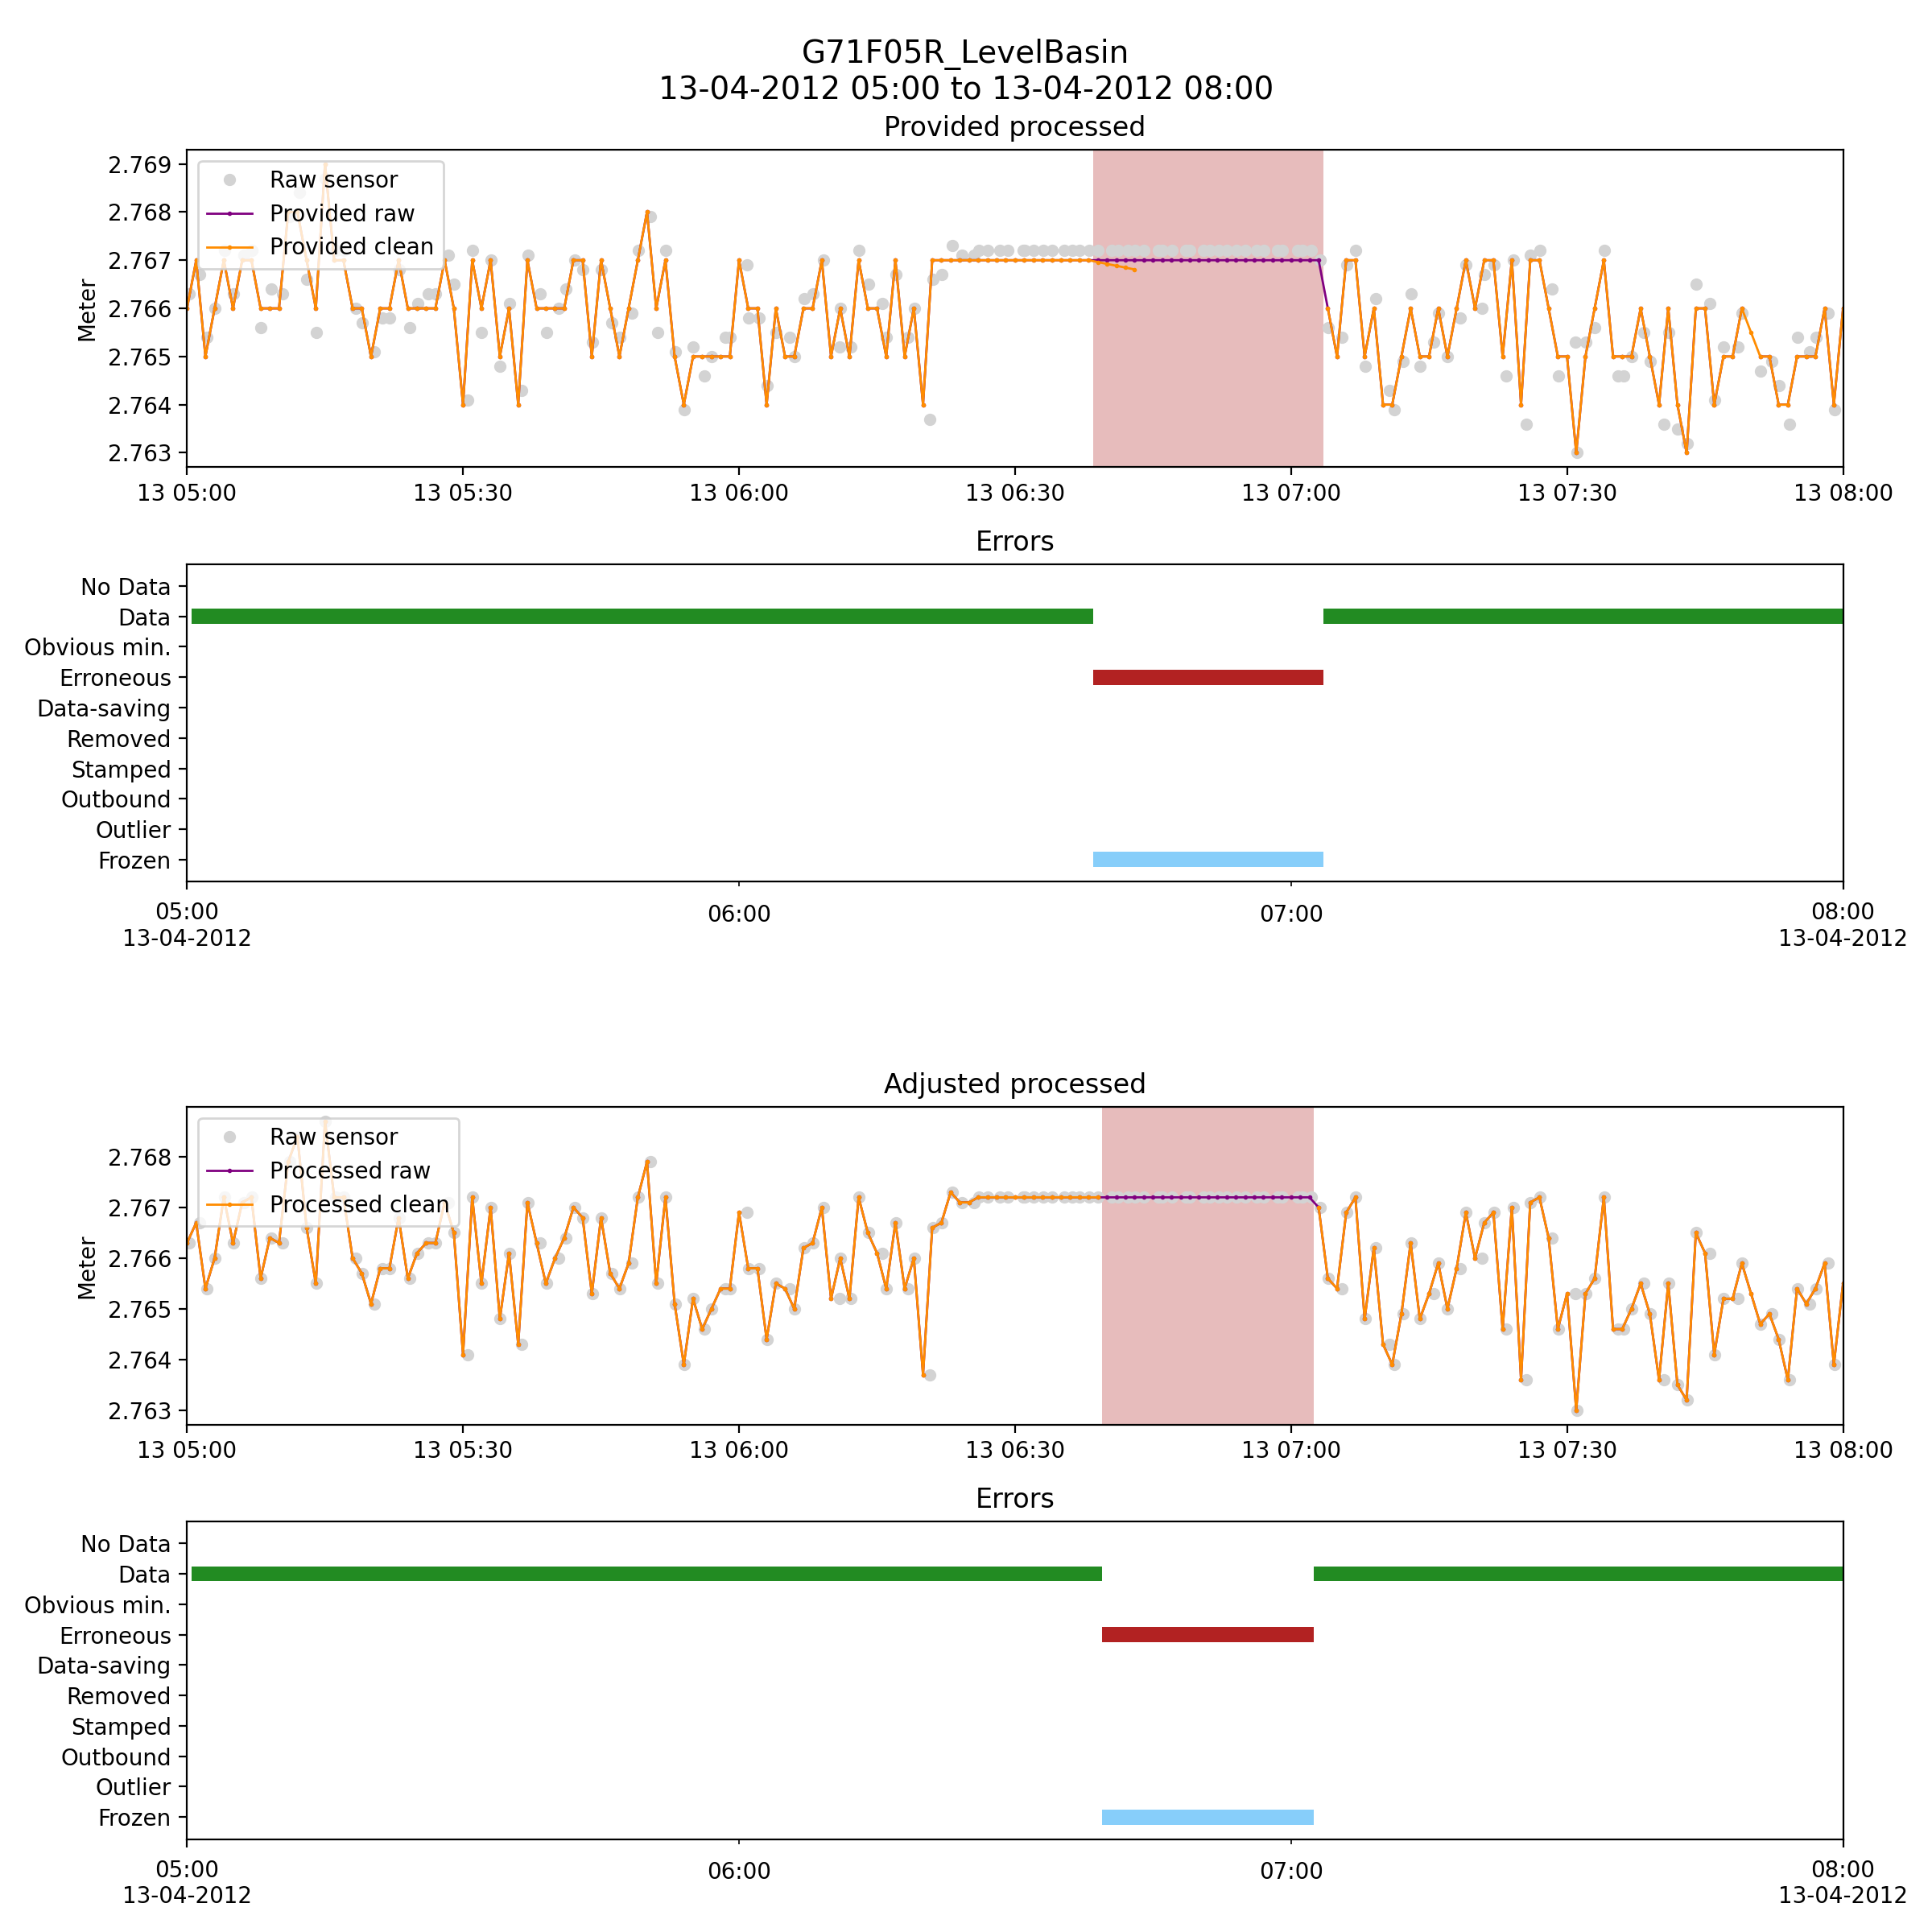 G71F05R_LevelBasin
13-04-2012 05:00 to 13-04-2012 08:00
Provided processed
Meter
2.769
2.768
2.767
2.766
2.765
2.764
2.763
Raw sensor
Provided raw
Provided clean
13 05:00 13 05:30 13 06:00 13 06:30 13 07:00 13 07:30 13 08:00
Errors
No Data
Data
Obvious min.
Erroneous
Data-saving
Removed
Stamped
Outbound
Outlier
Frozen
05:00 06:00 07:00 08:00
13-04-2012 13-04-2012
Adjusted processed
Meter
2.768
2.767
2.766
2.765
2.764
2.763
Raw sensor
Processed raw
Processed clean
13 05:00 13 05:30 13 06:00 13 06:30 13 07:00 13 07:30 13 08:00
Errors
No Data
Data
Obvious min.
Erroneous
Data-saving
Removed
Stamped
Outbound
Outlier
Frozen
05:00 06:00 07:00 08:00
13-04-2012 13-04-2012